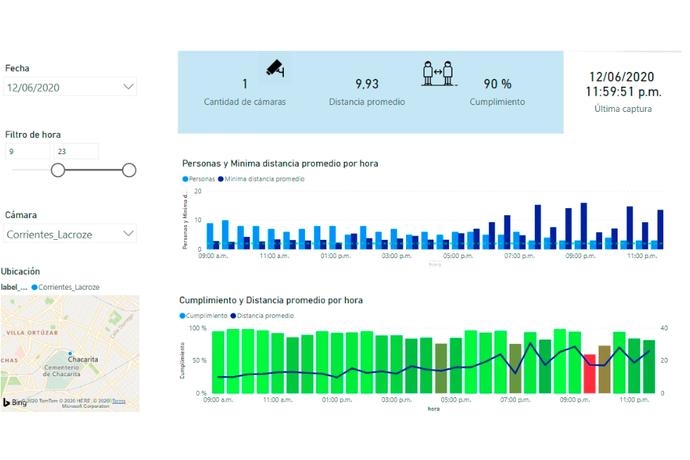 Fecha
12/06/2020
Filtro de hora
9 23
Cámara
Corrientes_Lacroze
Ubicación
label_... Corrientes_Lacroze
VILLA ORTÚZAR
Chacarita
CHAS
Cementerio
de Chacarita
Bing
© 2020 TomTom © 2020 HERE, © 2020 Terms
Microsoft Corporation
1
Cantidad de cámaras
9,93
Distancia promedio
90 %
Cumplimiento
12/06/2020
11:59:51 p.m.
Última captura
Personas y Minima distancia promedio por hora
Personas Minima distancia promedio
Personas y Minima d...
20
10
0
09:00 a.m. 11:00 a.m. 01:00 p.m. 03:00 p.m. 05:00 p.m. 07:00 p.m. 09:00 p.m. 11:00 p.m.
Cumplimiento y Distancia promedio por hora
Cumplimiento Distancia promedio
Cumplimiento
100 % 40
50 % 20
0 % 0
09:00 a.m. 11:00 a.m. 01:00 p.m. 03:00 p.m. 05:00 p.m. 07:00 p.m. 09:00 p.m. 11:00 p.m.
hora